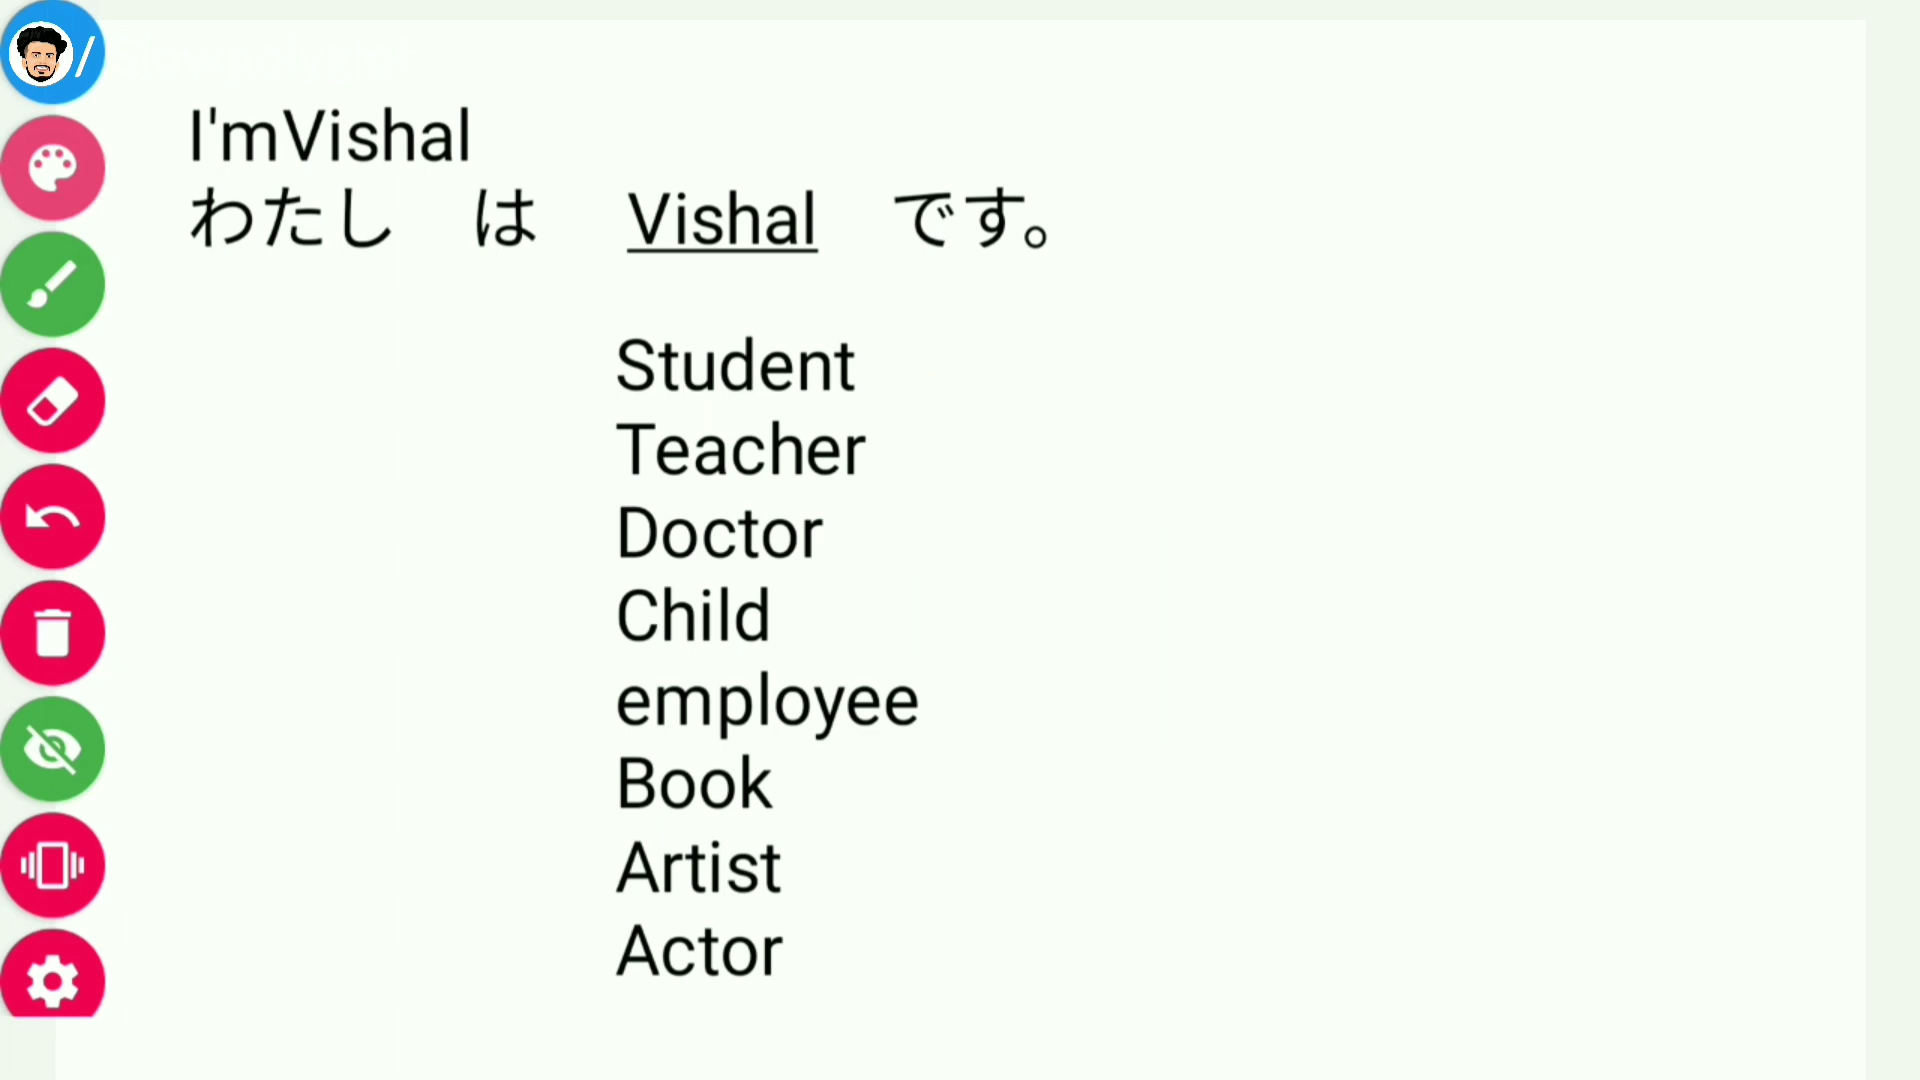 I'mVishal
わたし　は　Vishal　です。
Student
Teacher
Doctor
Child
employee
Book
Artist
Actor